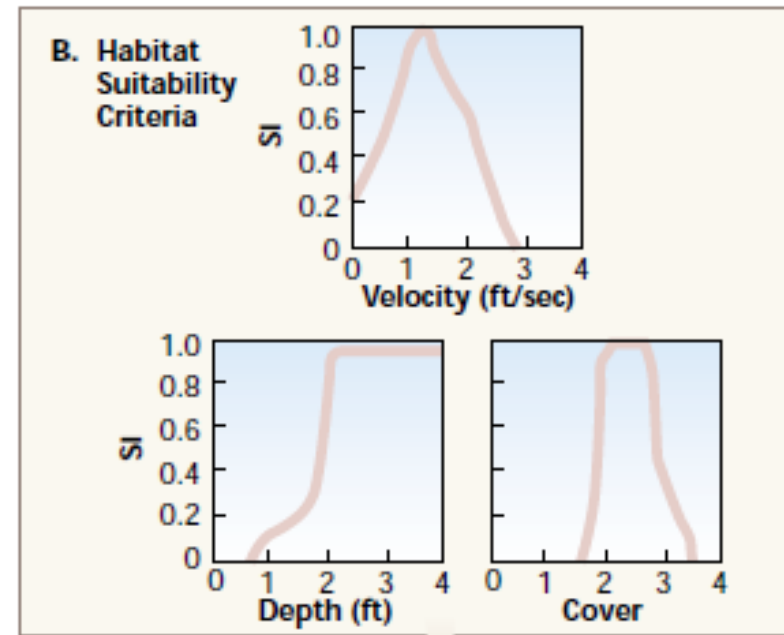 B. Habitat
Suitability
Criteria
SI
1.0
0.8
0.6
0.4
0.2
0
0 1 2 3 4
Velocity (ft/sec)
SI
1.0
0.8
0.6
0.4
0.2
0
0 1 2 3 4
Depth (ft)
0 1 2 3 4
Cover